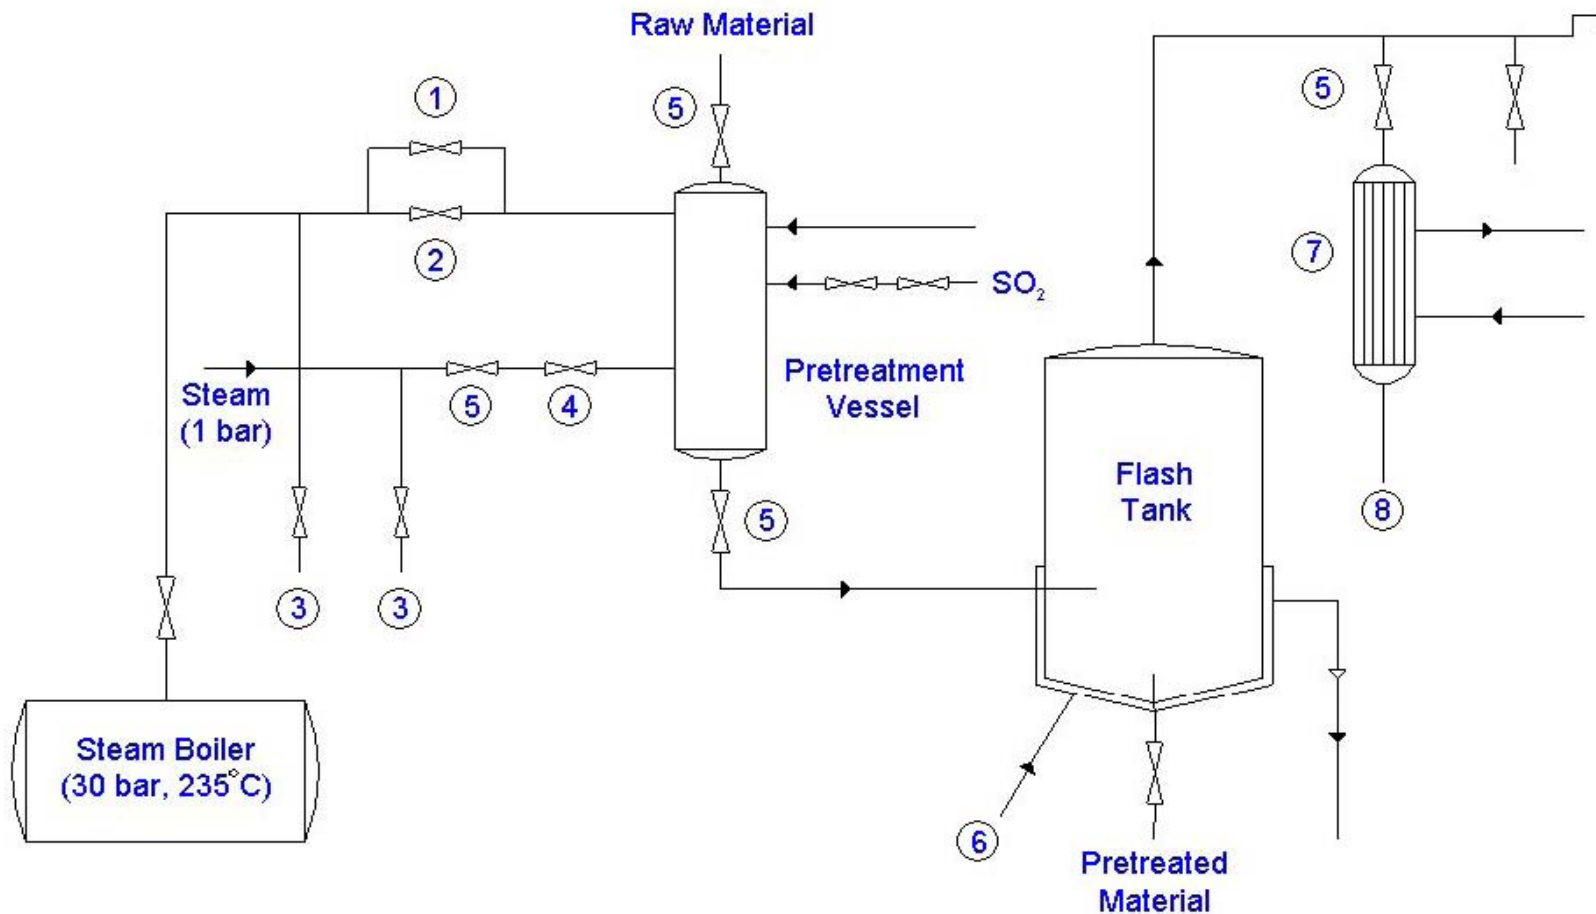 Raw Material
1
5
5
2
7
SO₂
Steam
(1 bar)
5
4
Pretreatment
Vessel
Flash
Tank
5
8
3
3
Steam Boiler
(30 bar, 235°C)
6
Pretreated
Material